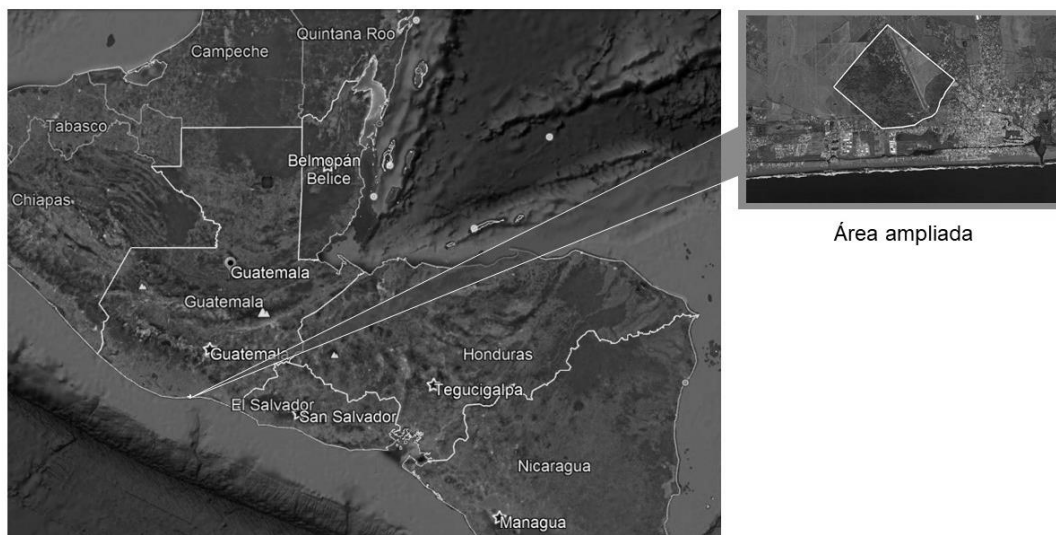 Campeche
Quintana Roo
Tabasco
Belmopán
Belice
Chiapas
Guatemala
Guatemala
Guatemala
Honduras
Tegucigalpa
El Salvador
San Salvador
Nicaragua
Managua
Área ampliada